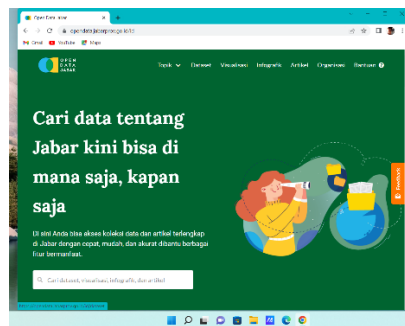 Open Data Jabar
opendata.jabarprov.go.id/id
Gmail YouTube Maps
OPEN
DATA
JABAR
Topik Dataset Visualisasi Infografik Artikel Organisasi Bantuan
Cari data tentang
Jabar kini bisa di
mana saja, kapan
saja
Di sini Anda bisa akses koleksi data dan artikel terlengkap
di Jabar dengan cepat, mudah, dan akurat dibantu berbagai
fitur bermanfaat.
Cari dataset, visualisasi, infografik, dan artikel
Feedback